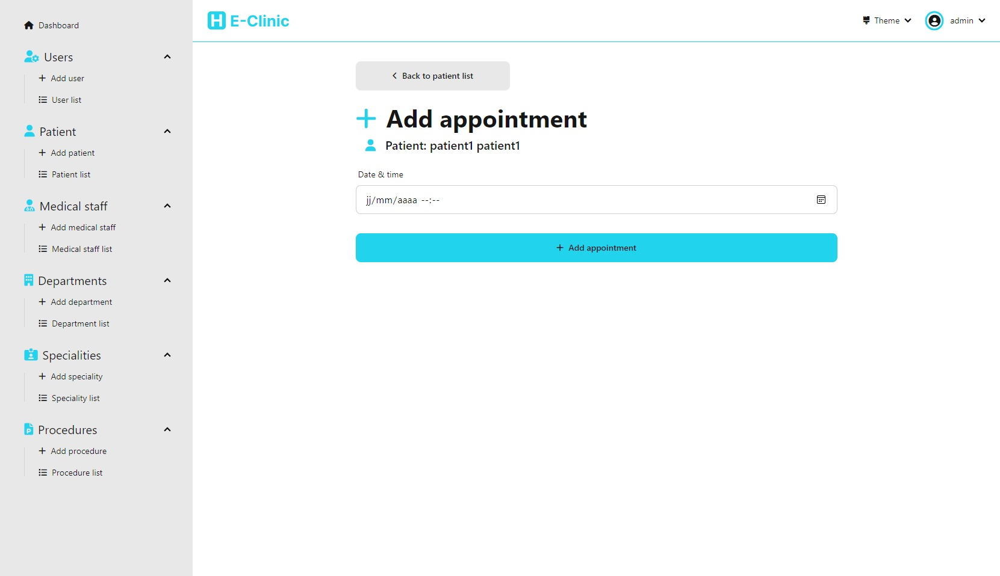 Dashboard
Users
Add user
User list
Patient
Add patient
Patient list
Medical staff
Add medical staff
Medical staff list
Departments
Add department
Department list
Specialities
Add speciality
Speciality list
Procedures
Add procedure
Procedure list
H E-Clinic
Theme
admin
Back to patient list
Add appointment
Patient: patient1 patient1
Date & time
jj/mm/aaaa --:--
Add appointment